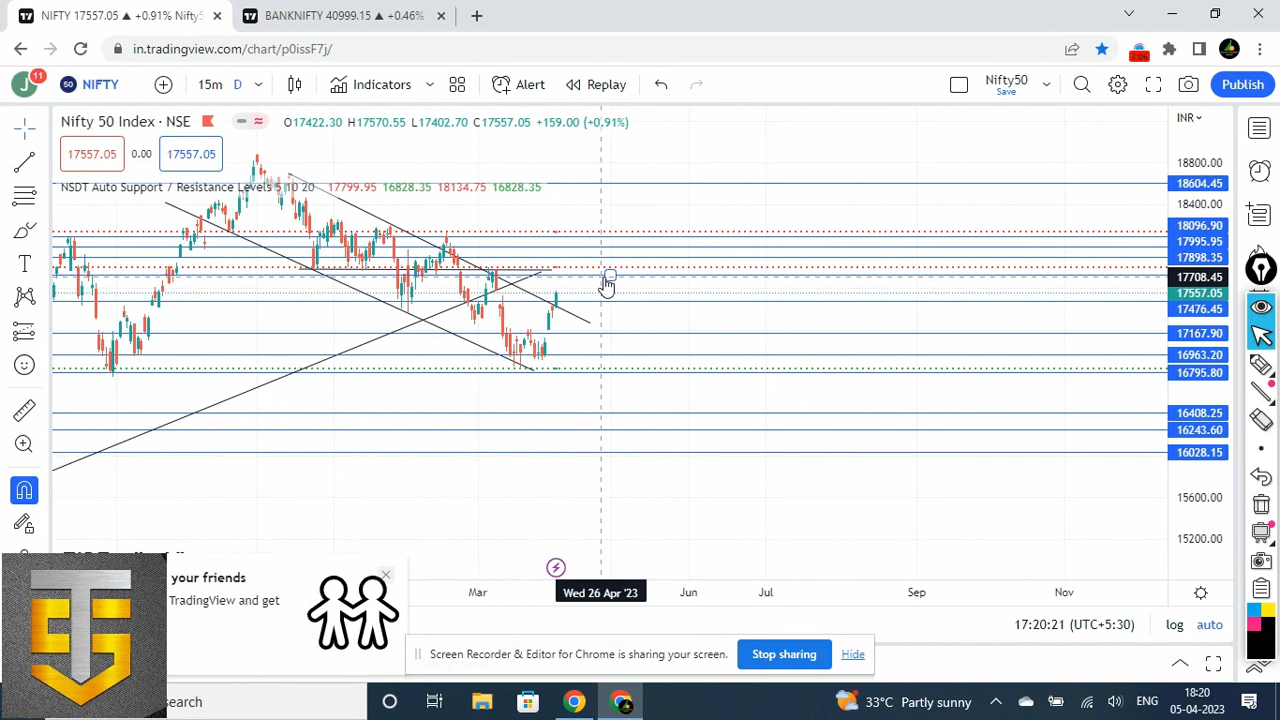 NIFTY 17557.05 ▲ +0.91% Nifty5
BANKNIFTY 40999.15 ▲ +0.46%
in.tradingview.com/chart/p0issF7j/
3:06
J 11
50 NIFTY
15m D
Indicators
Alert
Replay
Nifty50
Save
Publish
Nifty 50 Index · NSE
O17422.30 H17570.55 L17402.70 C17557.05 +159.00 (+0.91%)
INR
17557.05 0.00 17557.05
NSDT Auto Support / Resistance Levels 5 10 20 17799.95 16828.35 18134.75 16828.35
18800.00
18604.45
18400.00
18096.90
17995.95
17898.35
17708.45
17557.05
17476.45
17167.90
16963.20
16795.80
16408.25
16243.60
16028.15
15600.00
15200.00
Mar
Wed 26 Apr '23
Jun
Jul
Sep
Nov
your friends
TradingView and get
17:20:21 (UTC+5:30)
log
auto
Screen Recorder & Editor for Chrome is sharing your screen.
Stop sharing
Hide
search
33°C Partly sunny
ENG
18:20
05-04-2023